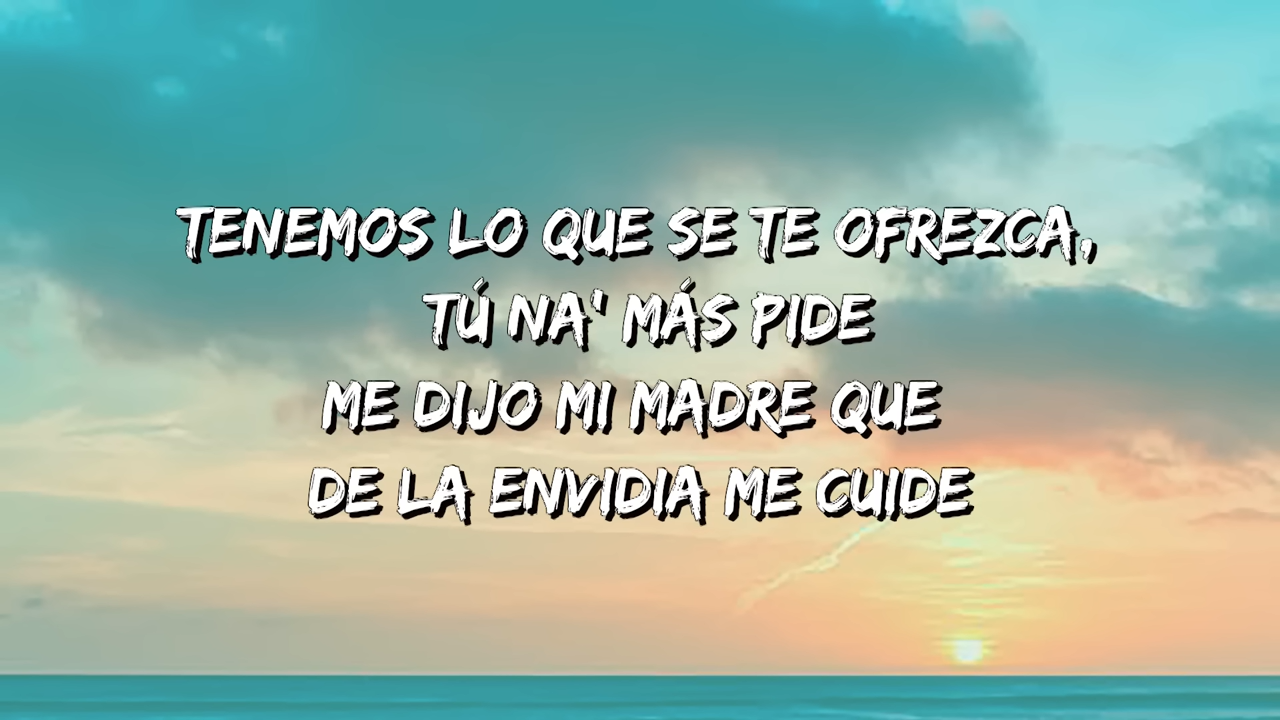 TENEMOS LO QUE SE TE OFREZCA,
TÚ NA' MÁS PIDE
ME DIJO MI MADRE QUE
DE LA ENVIDIA ME CUIDE